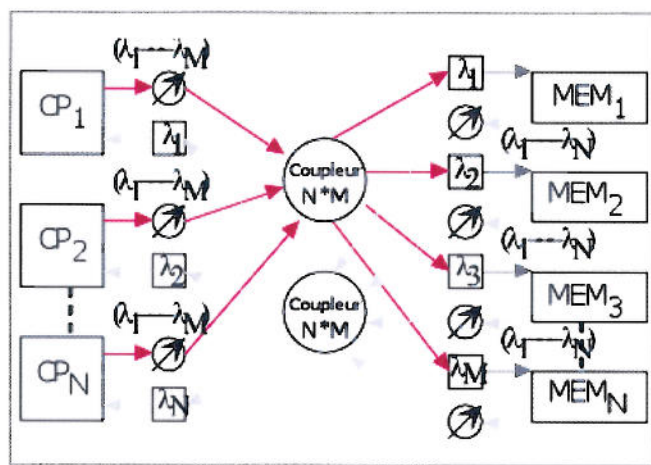 (λ1----λM)
CP1
λ1
(λ1----λM)
CP2
λ2
(λ1----λM)
CPN
λN
Coupleur
N*M
Coupleur
N*M
λ1
MEM1
(λ1----λN)
λ2
MEM2
(λ1----λN)
λ3
MEM3
(λ1----λN)
λM
MEMN